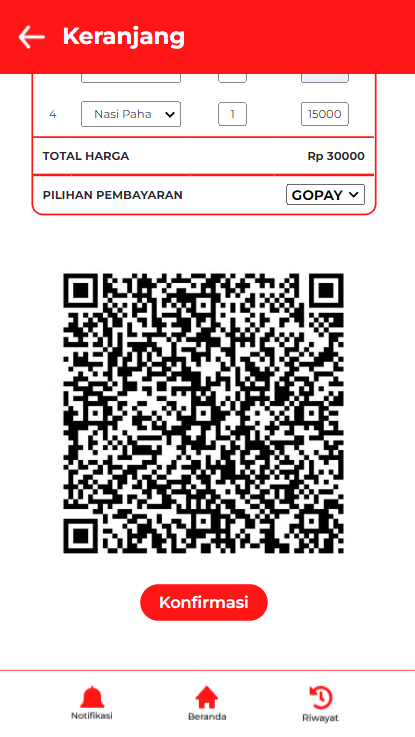 Keranjang
4 Nasi Paha 1 15000
TOTAL HARGA Rp 30000
PILIHAN PEMBAYARAN GOPAY
Konfirmasi
Notifikasi Beranda Riwayat